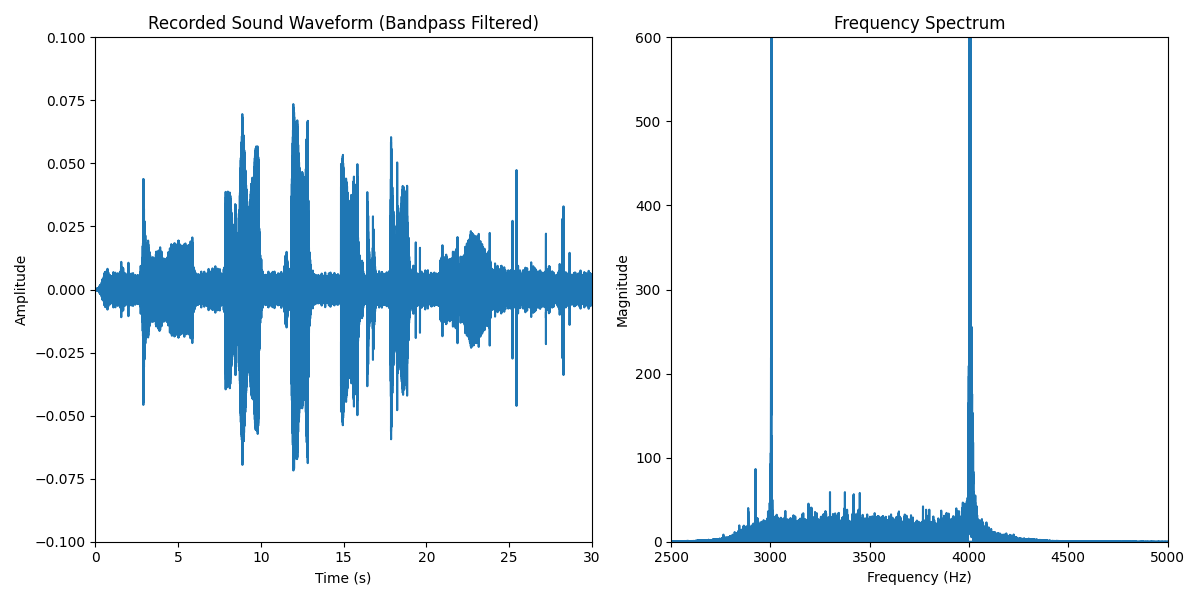 Recorded Sound Waveform (Bandpass Filtered)
Amplitude
0.100
0.075
0.050
0.025
0.000
−0.025
−0.050
−0.075
−0.100
0 5 10 15 20 25 30
Time (s)
Frequency Spectrum
Magnitude
600
500
400
300
200
100
0
2500 3000 3500 4000 4500 5000
Frequency (Hz)